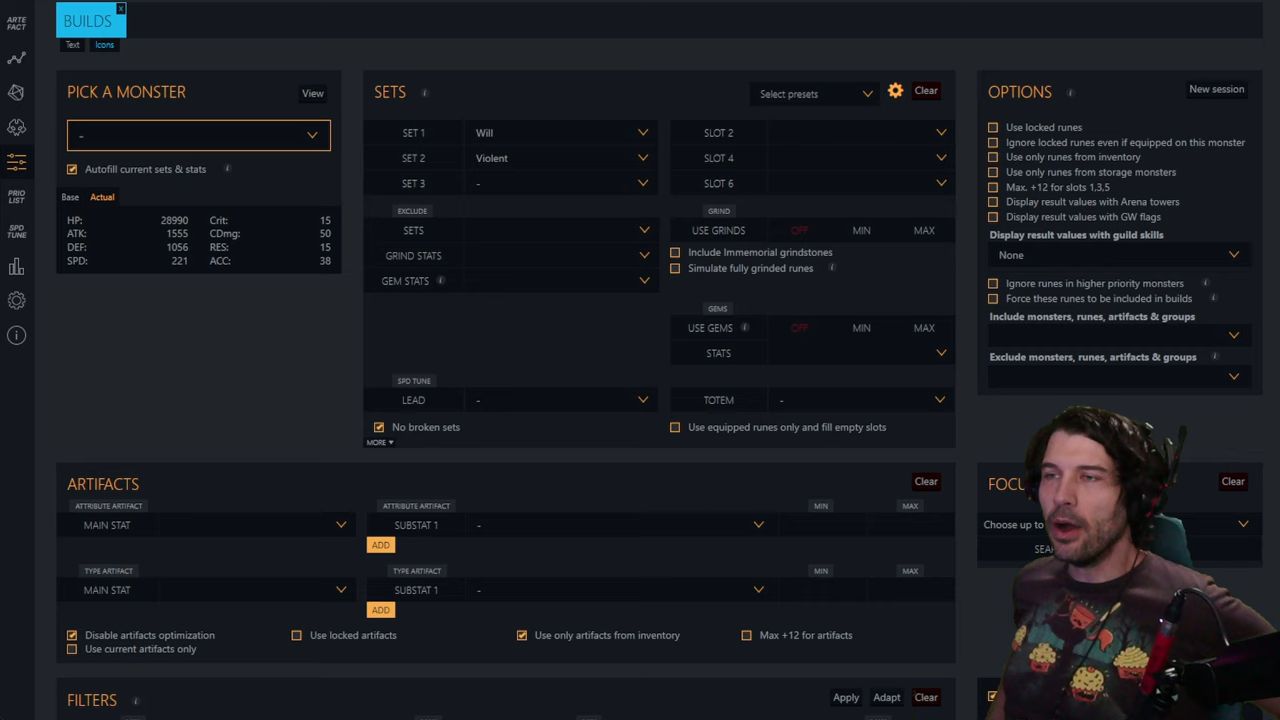 ARTE
FACT
PRIO
LIST
SPD
TUNE
BUILDS
x
Text
Icons
PICK A MONSTER
View
-
Autofill current sets & stats
i
Base
Actual
HP: 28990 Crit: 15
ATK: 1555 CDmg: 50
DEF: 1056 RES: 15
SPD: 221 ACC: 38
SETS
i
Select presets
Clear
SET 1 Will
SET 2 Violent
SET 3 -
SLOT 2
SLOT 4
SLOT 6
EXCLUDE
SETS
GRIND STATS
GEM STATS i
GRIND
USE GRINDS OFF MIN MAX
Include Immemorial grindstones
Simulate fully grinded runes i
GEMS
USE GEMS i OFF MIN MAX
STATS
SPD TUNE
LEAD -
TOTEM -
No broken sets
Use equipped runes only and fill empty slots
MORE
OPTIONS
i
New session
Use locked runes
Ignore locked runes even if equipped on this monster
Use only runes from inventory
Use only runes from storage monsters
Max. +12 for slots 1,3,5
Display result values with Arena towers
Display result values with GW flags
Display result values with guild skills
None
Ignore runes in higher priority monsters i
Force these runes to be included in builds i
Include monsters, runes, artifacts & groups
Exclude monsters, runes, artifacts & groups i
ARTIFACTS
Clear
ATTRIBUTE ARTIFACT
MAIN STAT
ATTRIBUTE ARTIFACT
MIN
MAX
SUBSTAT 1 -
ADD
TYPE ARTIFACT
MAIN STAT
TYPE ARTIFACT
MIN
MAX
SUBSTAT 1 -
ADD
Disable artifacts optimization
Use locked artifacts
Use only artifacts from inventory
Max +12 for artifacts
Use current artifacts only
Clear
Choose up to
FILTERS
i
Apply
Adapt
Clear